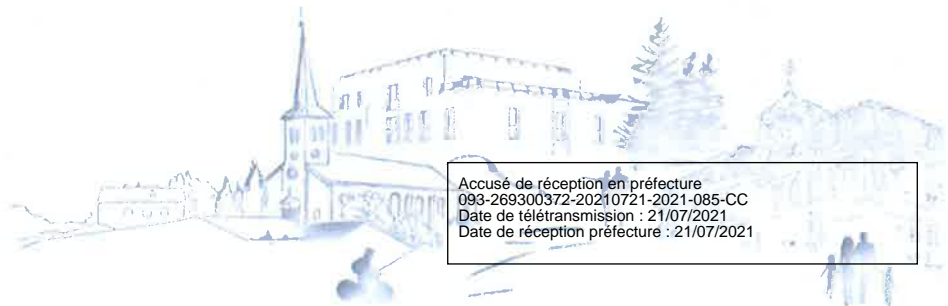 Accusé de réception en préfecture
093-269300372-20210721-2021-085-CC
Date de télétransmission : 21/07/2021
Date de réception préfecture : 21/07/2021